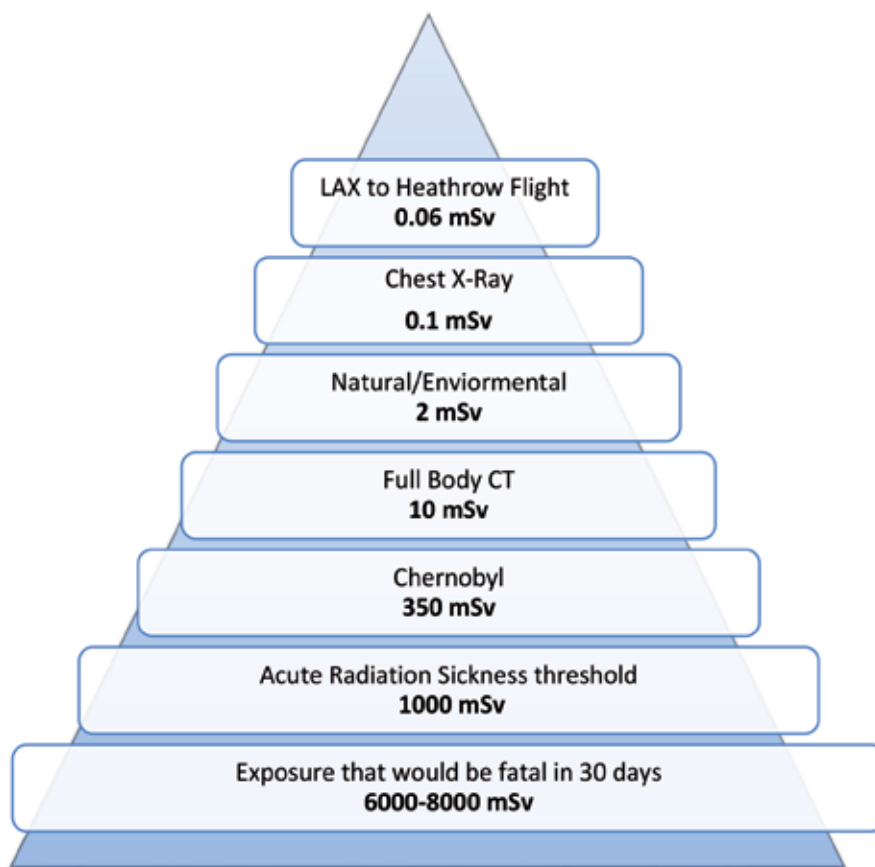 LAX to Heathrow Flight
0.06 mSv
Chest X-Ray
0.1 mSv
Natural/Enviormental
2 mSv
Full Body CT
10 mSv
Chernobyl
350 mSv
Acute Radiation Sickness threshold
1000 mSv
Exposure that would be fatal in 30 days
6000-8000 mSv